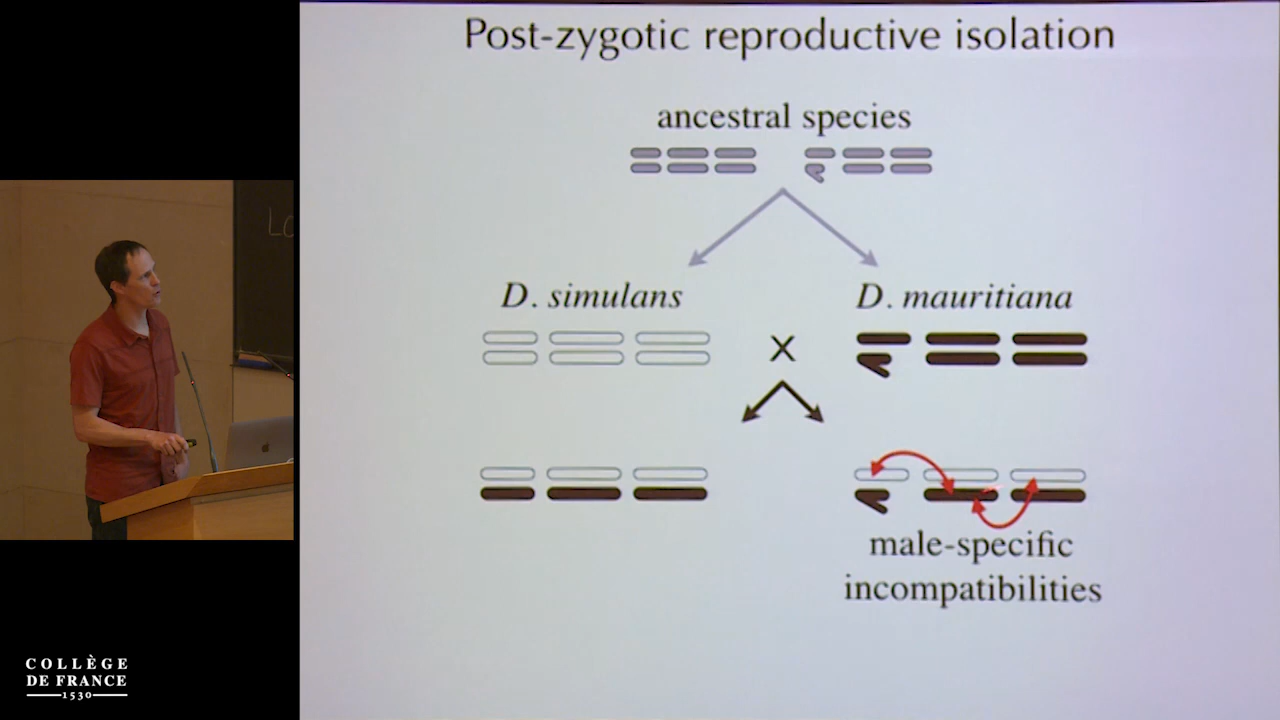 Post-zygotic reproductive isolation
ancestral species
D. simulans
D. mauritiana
X
male-specific
incompatibilities
COLLÈGE
DE FRANCE
1530